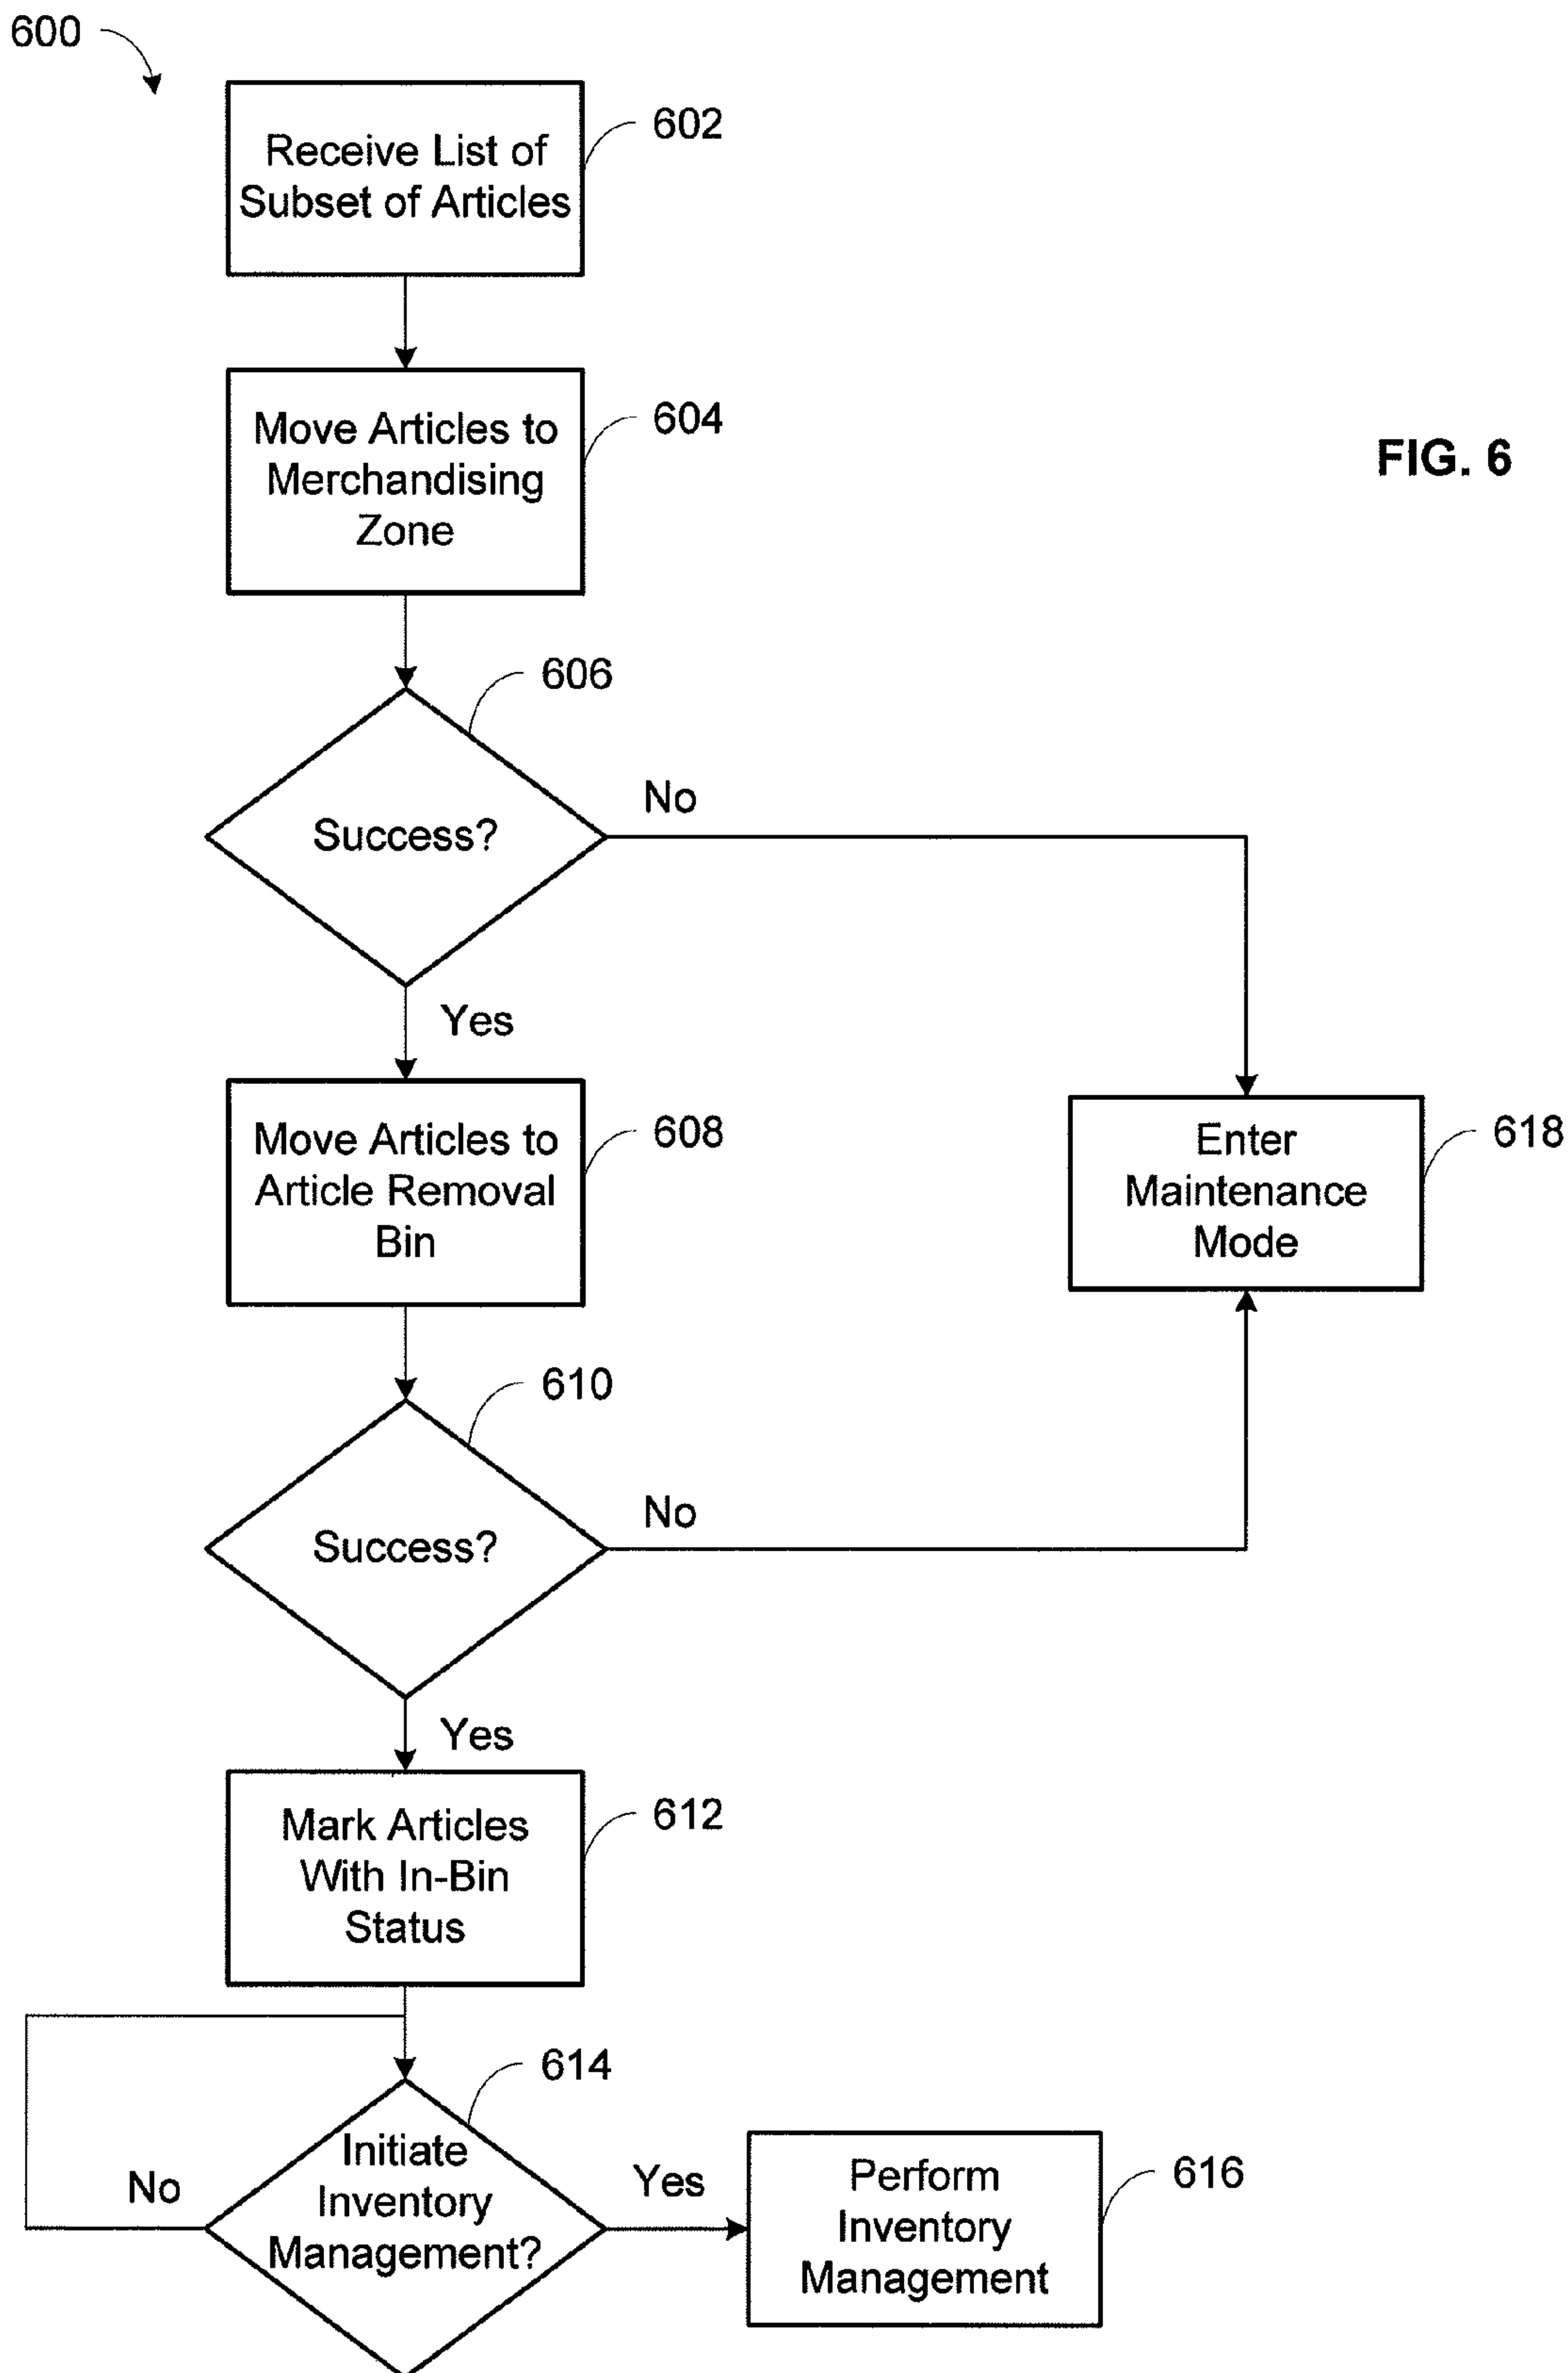 600
Receive List of
Subset of Articles
602
Move Articles to
Merchandising
Zone
604
FIG. 6
606
Success?
No
Yes
Move Articles to
Article Removal
Bin
608
Enter
Maintenance
Mode
618
610
Success?
No
Yes
Mark Articles
With In-Bin
Status
612
614
Initiate
Inventory
Management?
No
Yes
Perform
Inventory
Management
616